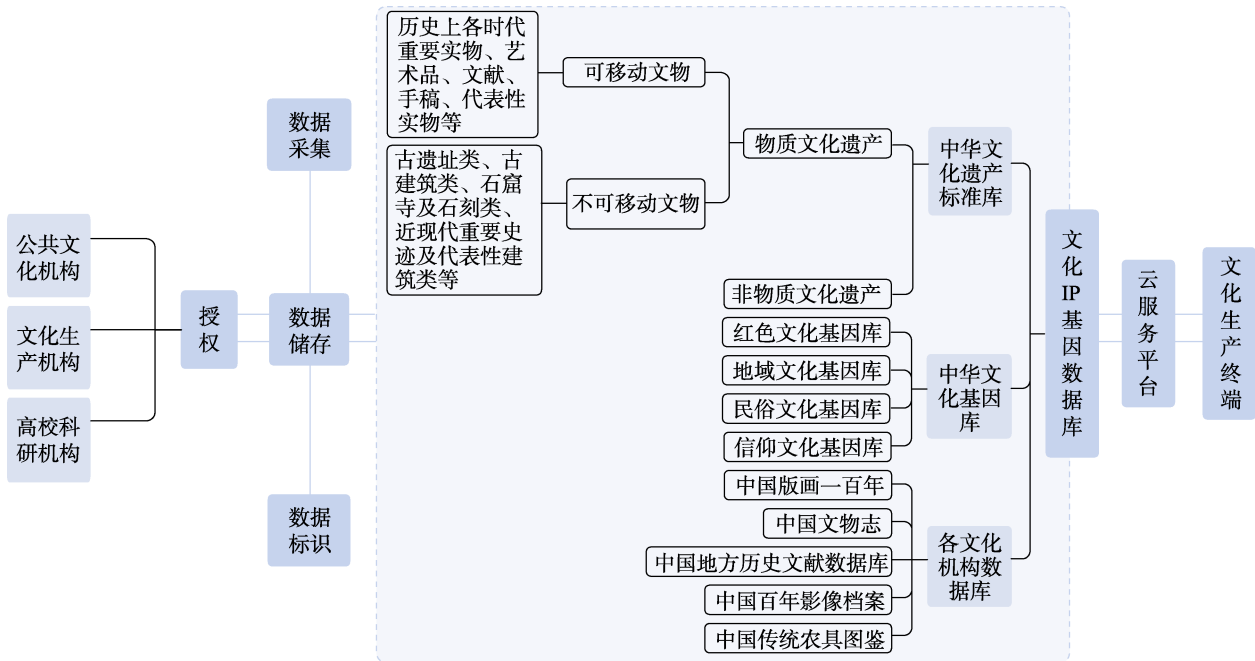 公共文
化机构
文化生
产机构
高校科
研机构
授
权
数据
采集
数据
储存
数据
标识
历史上各时代
重要实物、艺
术品、文献、
手稿、代表性
实物等
古遗址类、古
建筑类、石窟
寺及石刻类、
近现代重要史
迹及代表性建
筑类等
可移动文物
不可移动文物
物质文化遗产
非物质文化遗产
红色文化基因库
地域文化基因库
民俗文化基因库
信仰文化基因库
中国版画一百年
中国文物志
中国地方历史文献数据库
中国百年影像档案
中国传统农具图鉴
中华文
化遗产
标准库
中华文
化基因
库
各文化
机构数
据库
文
化
IP
基
因
数
据
库
云
服
务
平
台
文
化
生
产
终
端